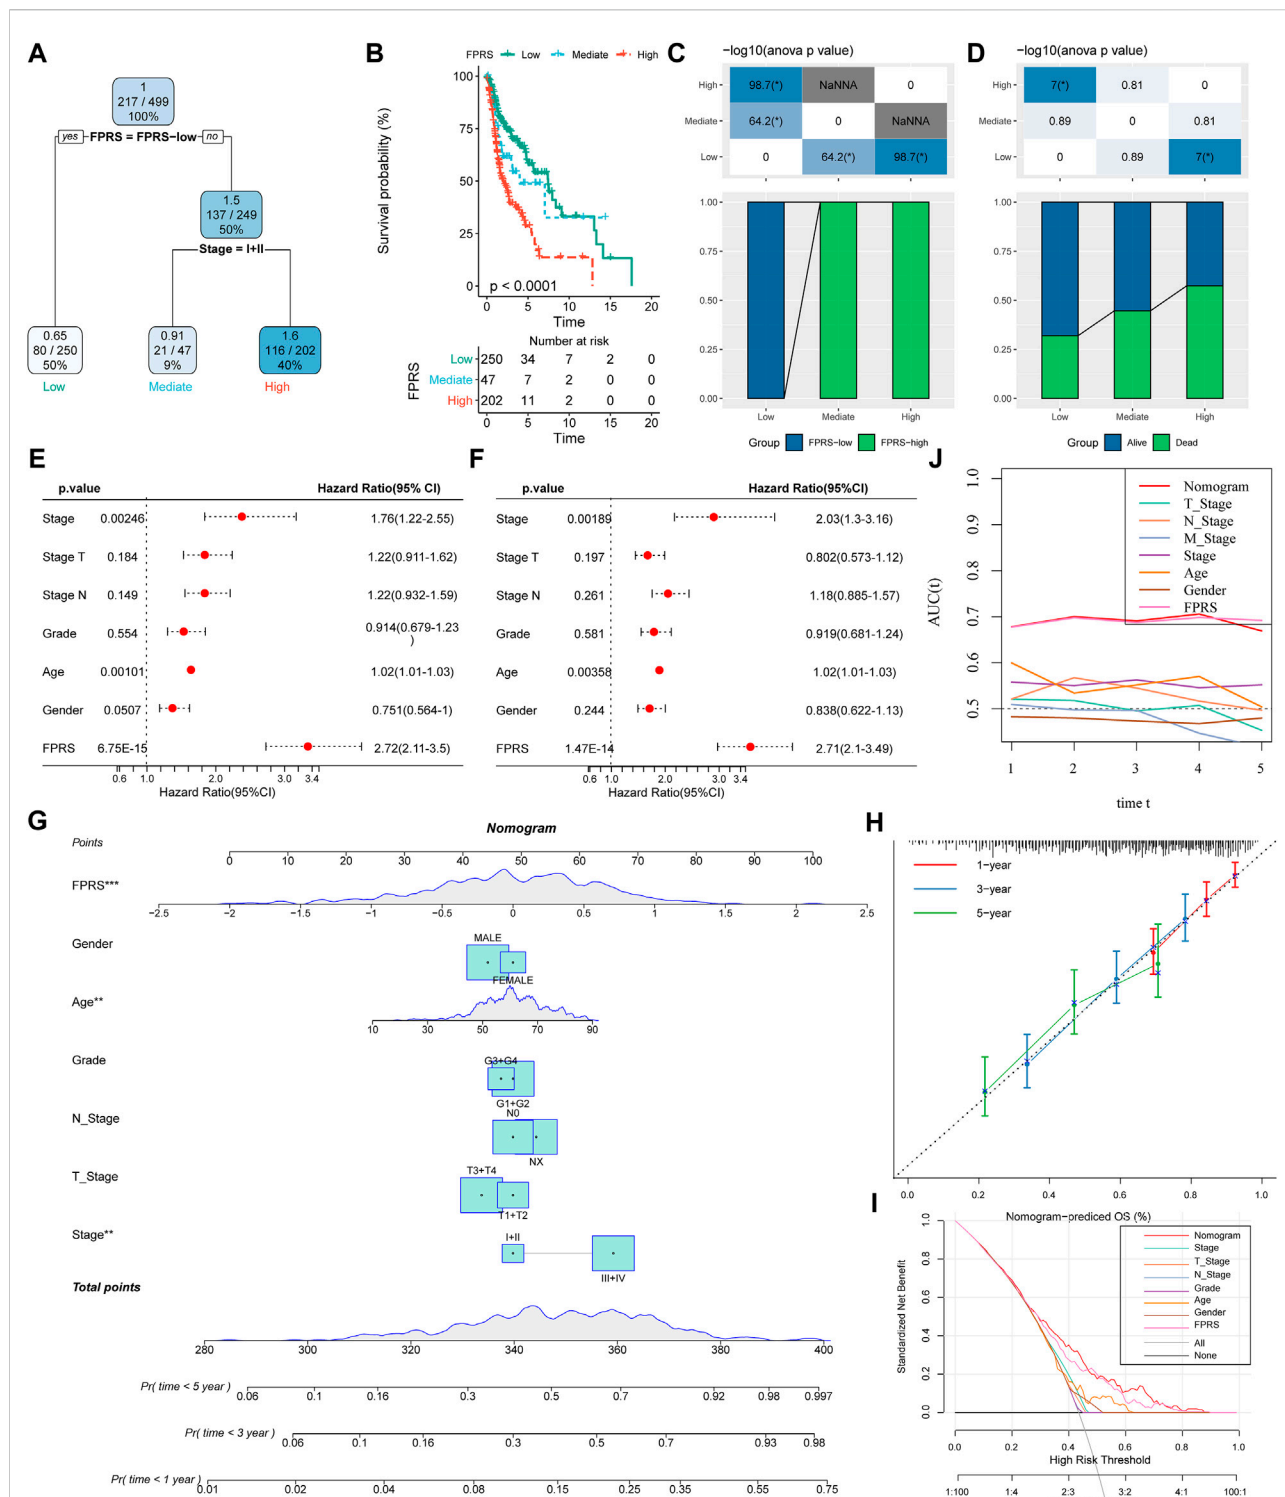 A
1
217 / 499
100%
yes FPRS = FPRS−low no
1.5
137 / 249
50%
Stage = I+II
0.65
80 / 250
50%
0.91
21 / 47
9%
1.6
116 / 202
40%
Low
Mediate
High
B
FPRS Low Mediate High
Survival probability (%)
100
75
50
25
0
p < 0.0001
0 5 10 15 20
Time
Number at risk
FPRS
Low 250 34 7 2 0
Mediate 47 7 2 0 0
High 202 11 2 0 0
0 5 10 15 20
Time
C
−log10(anova p value)
High 98.7(*) NaNNA 0
Mediate 64.2(*) 0 NaNNA
Low 0 64.2(*) 98.7(*)
1.00
0.75
0.50
0.25
0.00
Low Mediate High
Group FPRS−low FPRS−high
D
−log10(anova p value)
High 7(*) 0.81 0
Mediate 0.89 0 0.81
Low 0 0.89 7(*)
1.00
0.75
0.50
0.25
0.00
Low Mediate High
Group Alive Dead
E
p.value Hazard Ratio(95% CI)
Stage 0.00246 1.76(1.22-2.55)
Stage T 0.184 1.22(0.911-1.62)
Stage N 0.149 1.22(0.932-1.59)
Grade 0.554 0.914(0.679-1.23
)
Age 0.00101 1.02(1.01-1.03)
Gender 0.0507 0.751(0.564-1)
FPRS 6.75E-15 2.72(2.11-3.5)
0.6 1.0 2.0 3.0 3.4
Hazard Ratio(95%CI)
F
p.value Hazard Ratio(95%CI)
Stage 0.00189 2.03(1.3-3.16)
Stage T 0.197 0.802(0.573-1.12)
Stage N 0.261 1.18(0.885-1.57)
Grade 0.581 0.919(0.681-1.24)
Age 0.00358 1.02(1.01-1.03)
Gender 0.244 0.838(0.622-1.13)
FPRS 1.47E-14 2.71(2.1-3.49)
0.6 1.0 2.0 3.0 3.4
Hazard Ratio(95%CI)
J
AUC(t)
1.0
0.9
0.8
0.7
0.6
0.5
Nomogram
T_Stage
N_Stage
M_Stage
Stage
Age
Gender
FPRS
1 2 3 4 5
time t
G
Nomogram
Points
0 10 20 30 40 50 60 70 80 90 100
FPRS***
−2.5 −2 −1.5 −1 −0.5 0 0.5 1 1.5 2 2.5
Gender
MALE
FEMALE
Age**
10 30 50 70 90
Grade
G3+G4
G1+G2
N_Stage
N0
NX
T_Stage
T3+T4
T1+T2
Stage**
I+II
III+IV
Total points
280 300 320 340 360 380 400
Pr( time < 5 year )
0.06 0.1 0.16 0.3 0.5 0.7 0.92 0.98 0.997
Pr( time < 3 year )
0.06 0.1 0.16 0.3 0.5 0.7 0.93 0.98
Pr( time < 1 year )
0.01 0.02 0.04 0.08 0.15 0.25 0.35 0.55 0.75
H
1−year
3−year
5−year
0.0 0.2 0.4 0.6 0.8 1.0
Nomogram−prediced OS (%)
I
Standardized Net Benefit
1.0
0.8
0.6
0.4
0.2
0.0
Nomogram
Stage
T_Stage
N_Stage
Grade
Age
Gender
FPRS
All
None
0.0 0.2 0.4 0.6 0.8 1.0
High Risk Threshold
1:100 1:4 2:3 3:2 4:1 100:1